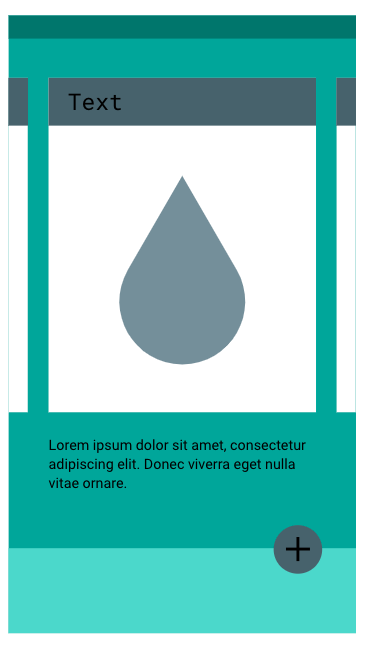 Text
Lorem ipsum dolor sit amet, consectetur
adipiscing elit. Donec viverra eget nulla
vitae ornare.